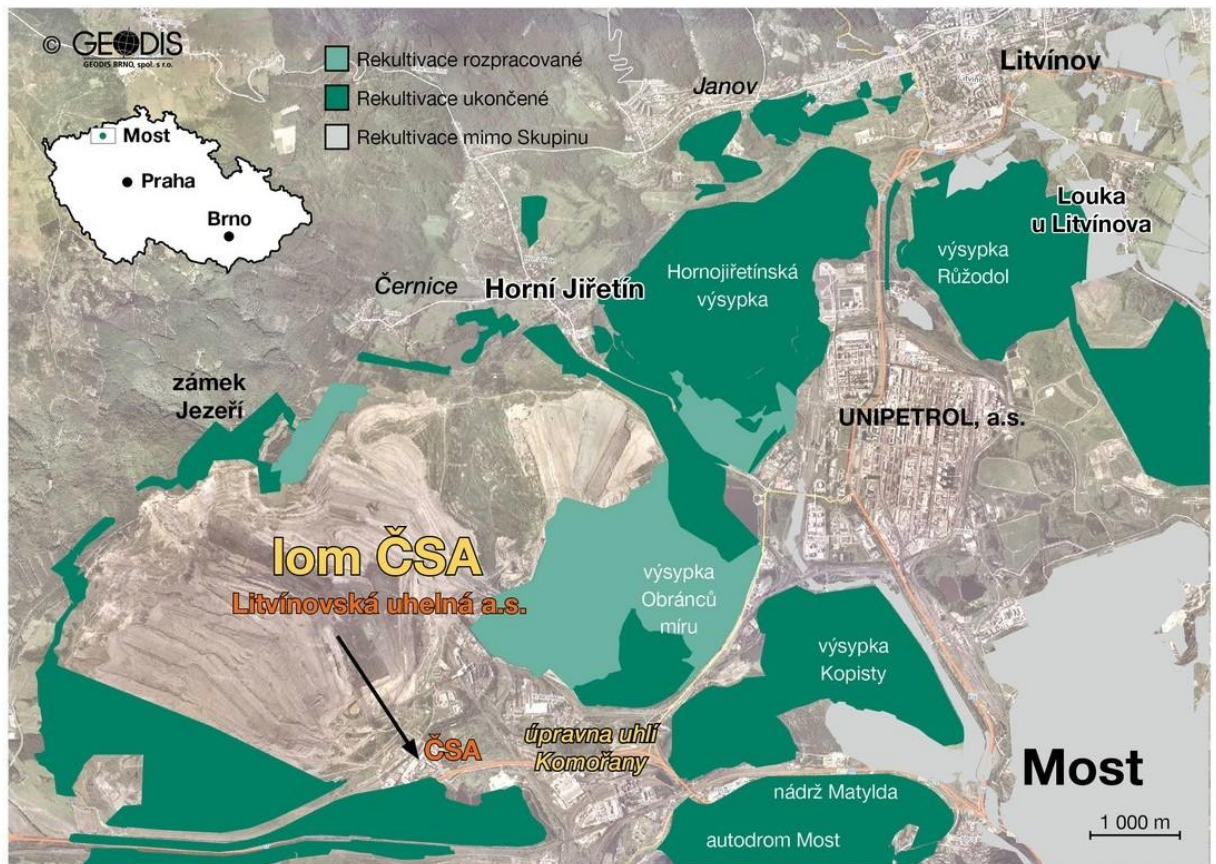 © GEODIS
GEODIS BRNO, spol. s r.o.
Rekultivace rozpracované
Rekultivace ukončené
Rekultivace mimo Skupinu
Most
Praha
Brno
Janov
Litvínov
Litvínov
Louka
u Litvínova
výsypka
Růžodol
Hornojiřetínská
výsypka
Černice
Horní Jiřetín
zámek
Jezeří
UNIPETROL, a.s.
lom ČSA
Litvínovská uhelná a.s.
výsypka
Obránců
míru
výsypka
Kopisty
ČSA
úpravna uhlí
Komořany
Most
nádrž Matylda
autodrom Most
1 000 m